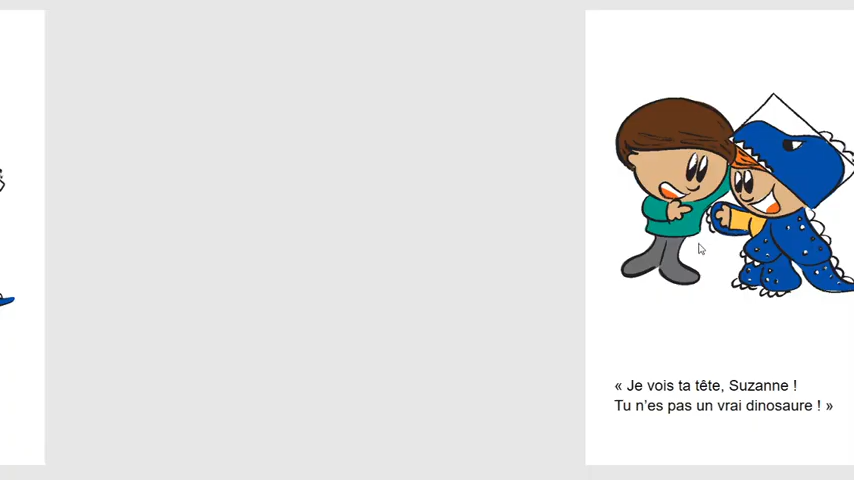 « Je vois ta tête, Suzanne !
Tu n’es pas un vrai dinosaure ! »